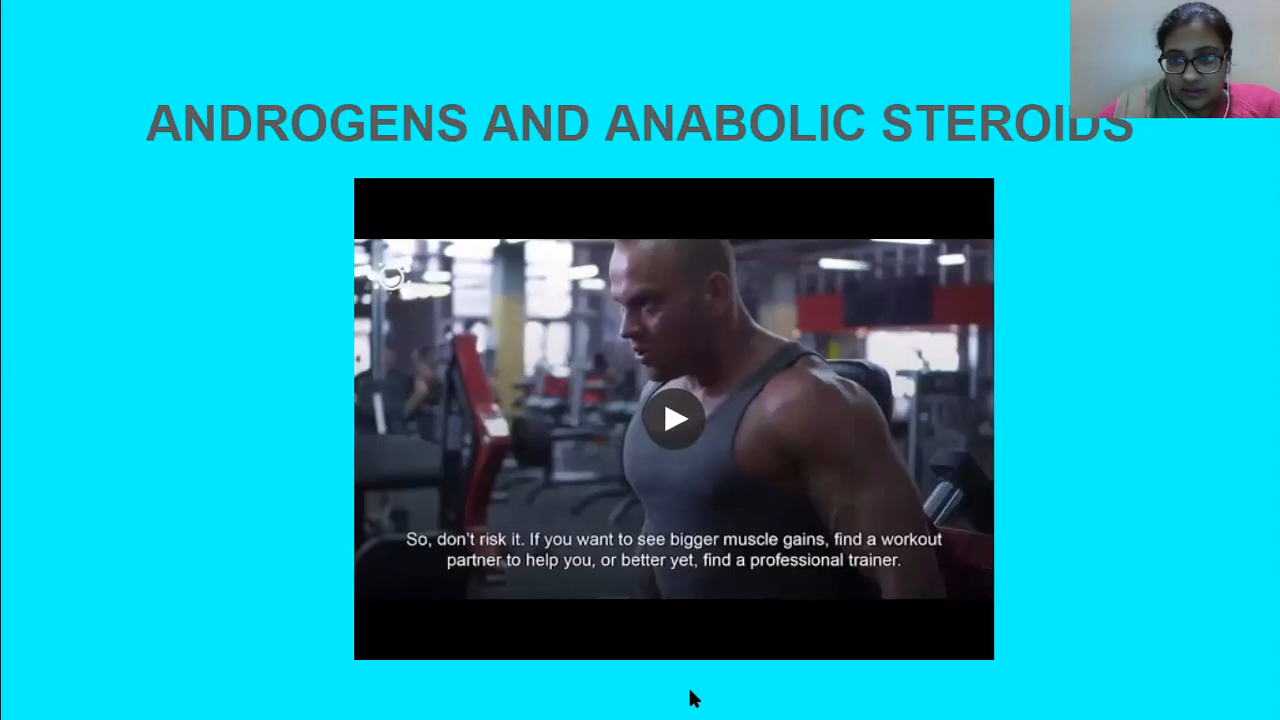 ANDROGENS AND ANABOLIC STEROIDS
So, don't risk it. If you want to see bigger muscle gains, find a workout
partner to help you, or better yet, find a professional trainer.